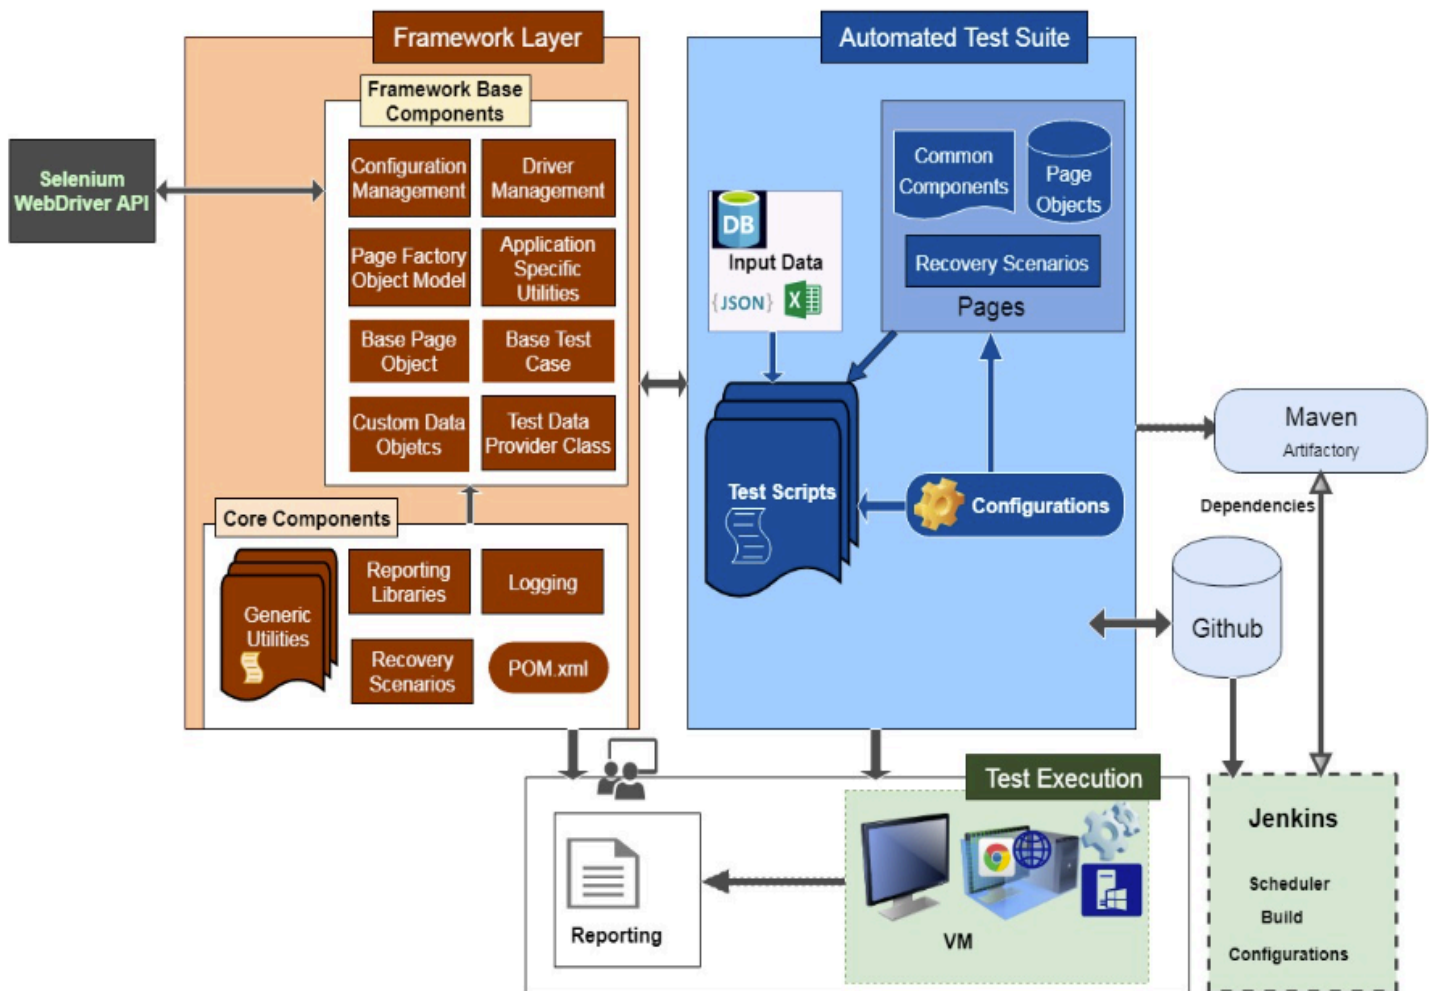 Framework Layer
Automated Test Suite
Framework Base
Components
Selenium
WebDriver API
Configuration
Management
Driver
Management
Page Factory
Object Model
Application
Specific
Utilities
Base Page
Object
Base Test
Case
Custom Data
Objetcs
Test Data
Provider Class
Core Components
Generic
Utilities
Reporting
Libraries
Logging
Recovery
Scenarios
POM.xml
DB
Input Data
{JSON}
X
Common
Components
Page
Objects
Recovery Scenarios
Pages
Test Scripts
Configurations
Maven
Artifactory
Dependencies
Github
Test Execution
Reporting
VM
Jenkins
Scheduler
Build
Configurations